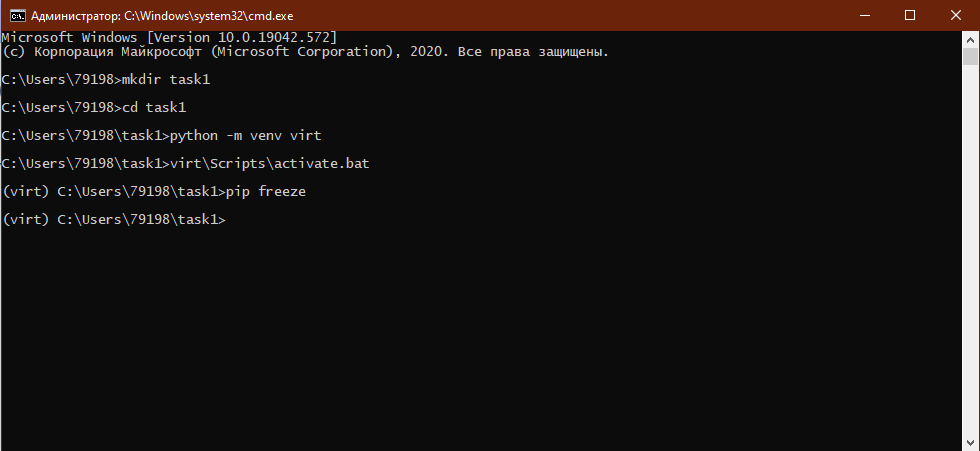 Администратор: C:\Windows\system32\cmd.exe
Microsoft Windows [Version 10.0.19042.572]
(c) Корпорация Майкрософт (Microsoft Corporation), 2020. Все права защищены.
C:\Users\79198>mkdir task1
C:\Users\79198>cd task1
C:\Users\79198\task1>python -m venv virt
C:\Users\79198\task1>virt\Scripts\activate.bat
(virt) C:\Users\79198\task1>pip freeze
(virt) C:\Users\79198\task1>